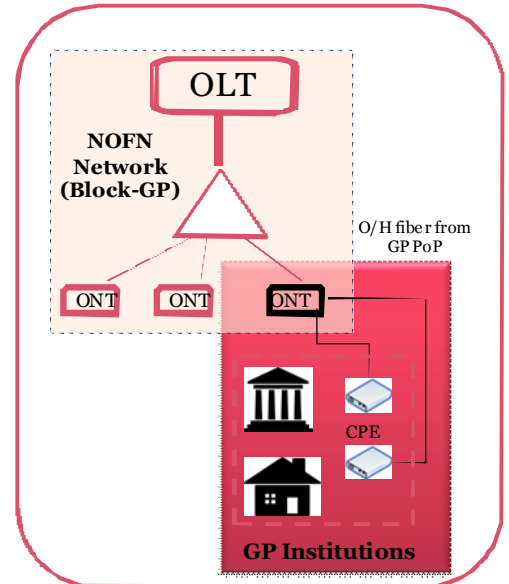 OLT
NOFN
Network
(Block-GP)
O/H fiber from
GP PoP
ONT
ONT
ONT
CPE
GP Institutions